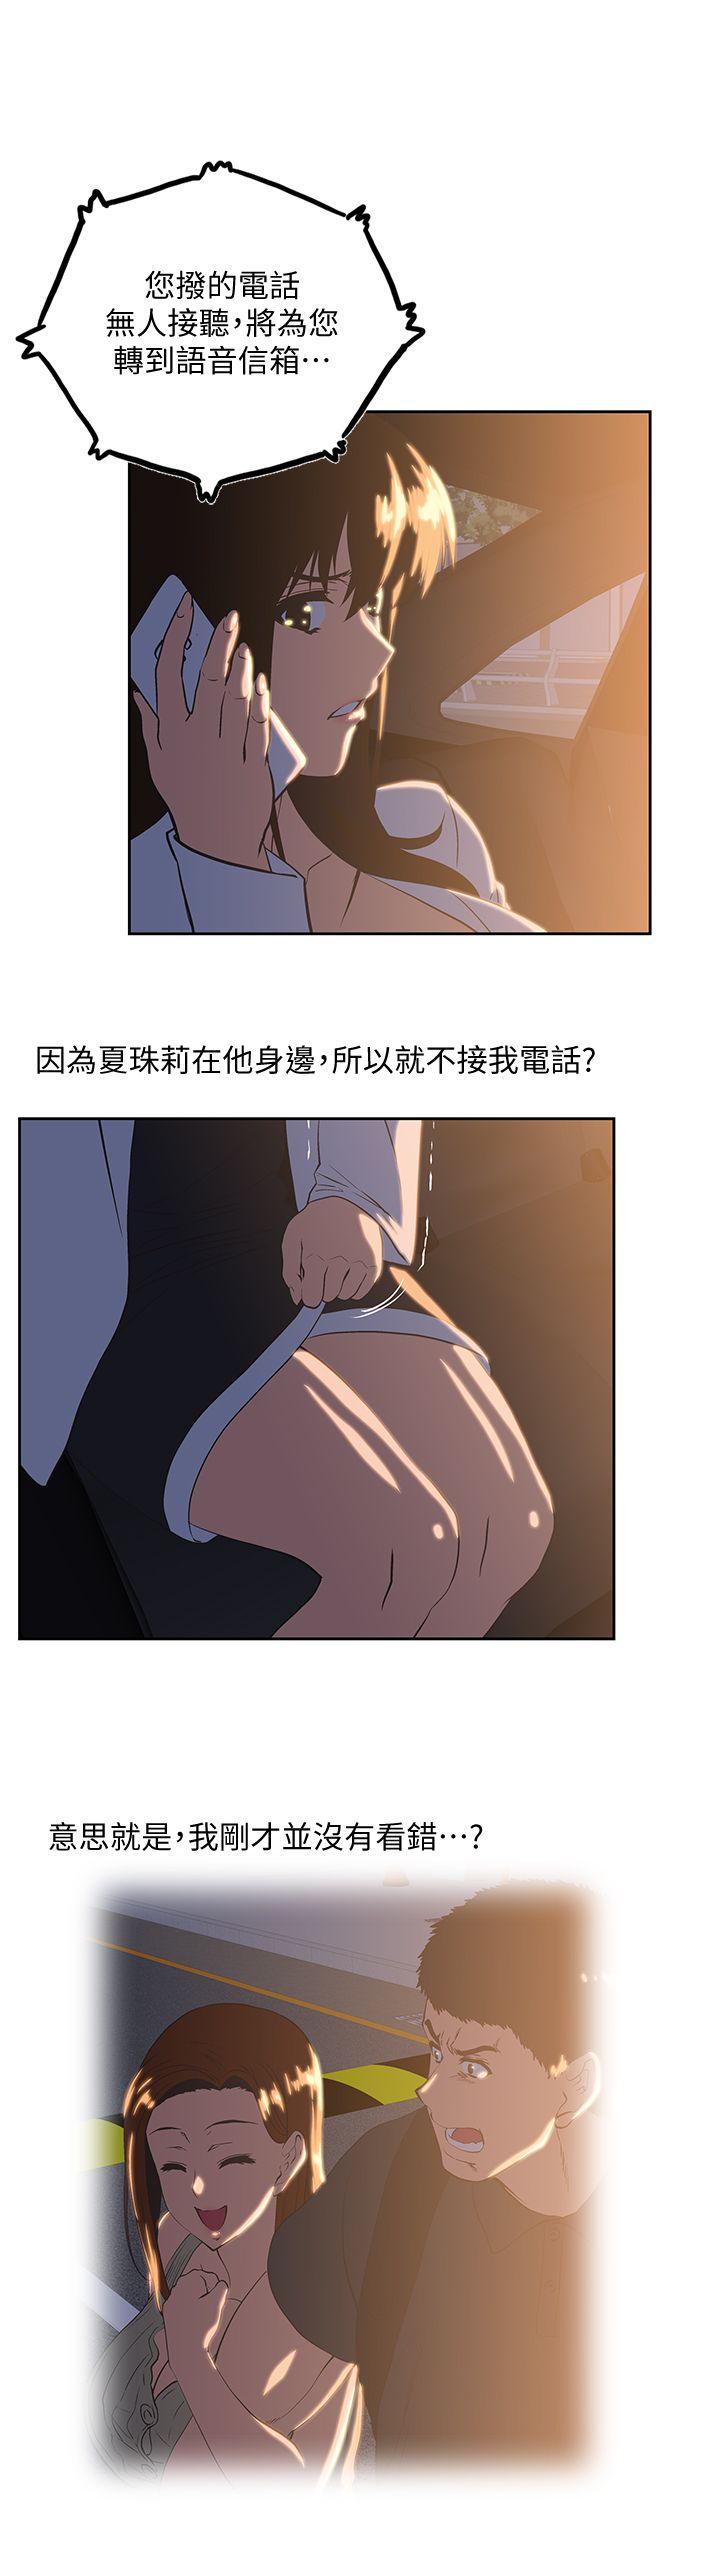 您撥的電話
無人接聽，將為您
轉到語音信箱…
因為夏珠莉在他身邊，所以就不接我電話?
意思就是，我剛才並沒有看錯…?